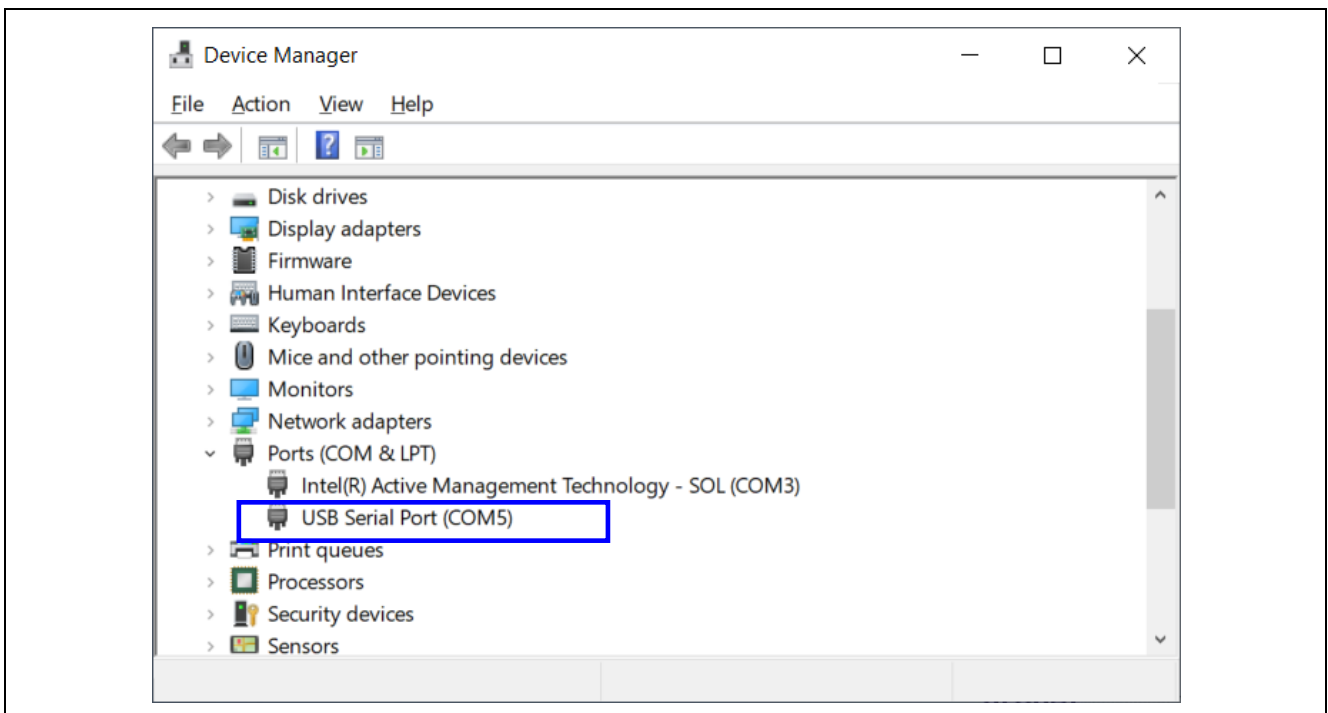 Device Manager
File Action View Help
Disk drives
Display adapters
Firmware
Human Interface Devices
Keyboards
Mice and other pointing devices
Monitors
Network adapters
Ports (COM & LPT)
Intel(R) Active Management Technology - SOL (COM3)
USB Serial Port (COM5)
Print queues
Processors
Security devices
Sensors